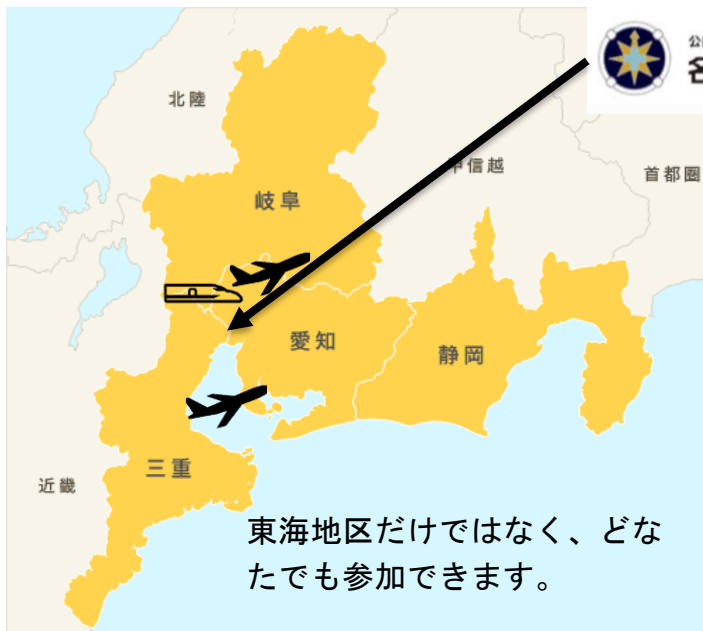 北陸
甲信越
首都圏
岐阜
愛知
静岡
三重
近畿
東海地区だけではなく、どな
たでも参加できます。